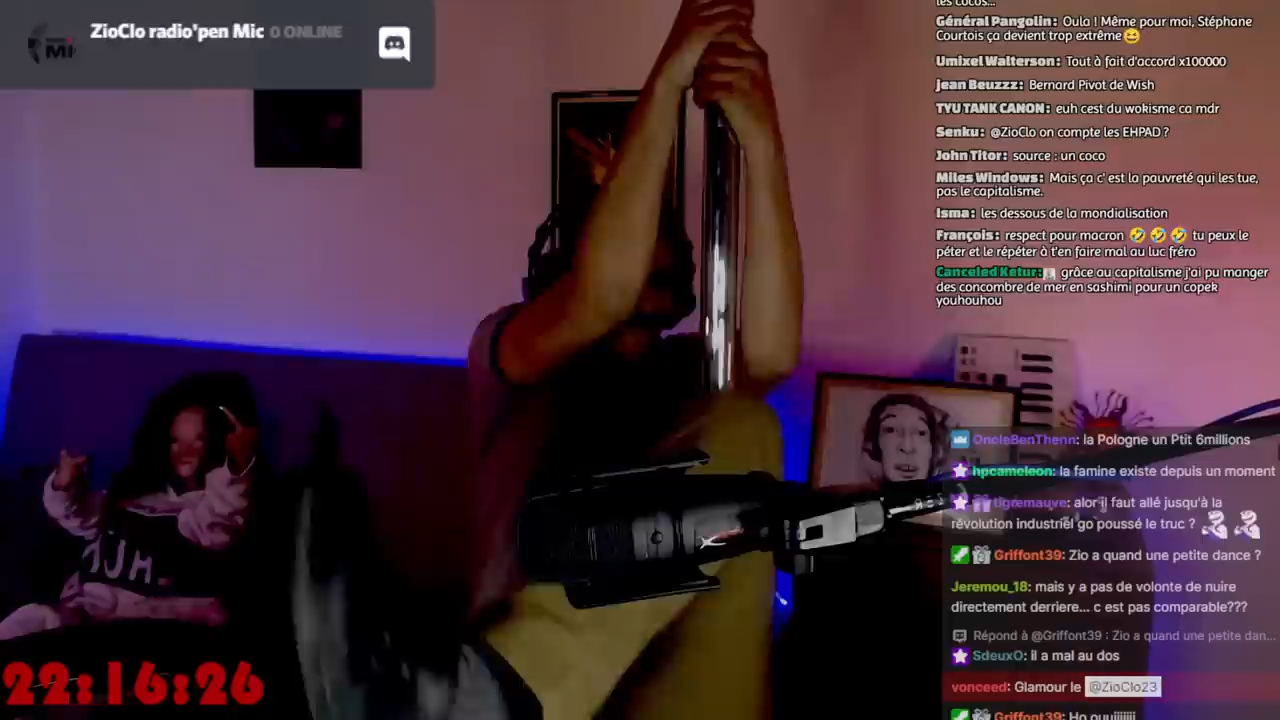 ZioClo radio'pen Mic 0 ONLINE
MI
les cocos...
Général Pangolin: Oula ! Même pour moi, Stéphane
Courtois ça devient trop extrême😆
Umixel Walterson: Tout à fait d'accord x100000
Jean Beuzzz: Bernard Pivot de Wish
TYU TANK CANON: euh cest du wokisme ca mdr
Senku: @ZioClo on compte les EHPAD ?
John Titor: source : un coco
Miles Windows: Mais ça c' est la pauvreté qui les tue,
pas le capitalisme.
Isma: les dessous de la mondialisation
François: respect pour macron 🤣 🤣 🤣 tu peux le
péter et le répéter à t'en faire mal au luc fréro
Canceled Ketur: grâce au capitalisme j'ai pu manger
des concombre de mer en sashimi pour un copek
youhouhou
OncleBenThenn: la Pologne un Ptit 6millions
hpcameleon: la famine existe depuis un moment
tigremauve: alor il faut allé jusqu'à la
révolution industriel go poussé le truc ?
Griffont39: Zio a quand une petite dance ?
Jeremou_18: mais y a pas de volonte de nuire
directement derriere... c est pas comparable???
Répond à @Griffont39 : Zio a quand une petite dan...
SdeuxO: il a mal au dos
vonceed: Glamour le @ZioClo23
Griffont39: Ho ouuijjjjj
22:16:26